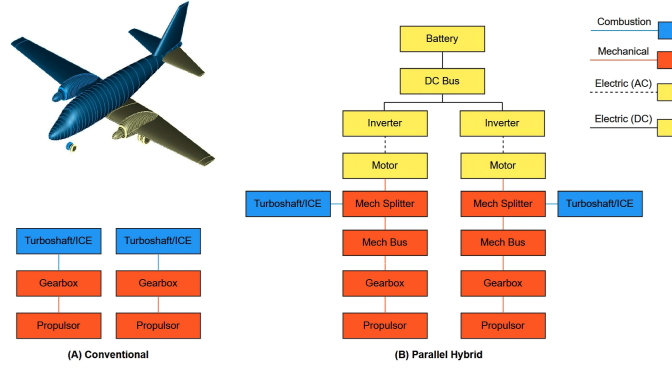 Combustion
Mechanical
Electric (AC)
Electric (DC)
Battery
DC Bus
Inverter
Inverter
Motor
Motor
Turboshaft/ICE
Mech Splitter
Mech Splitter
Turboshaft/ICE
Mech Bus
Mech Bus
Gearbox
Gearbox
Propulsor
Propulsor
(B) Parallel Hybrid
Turboshaft/ICE
Turboshaft/ICE
Gearbox
Gearbox
Propulsor
Propulsor
(A) Conventional